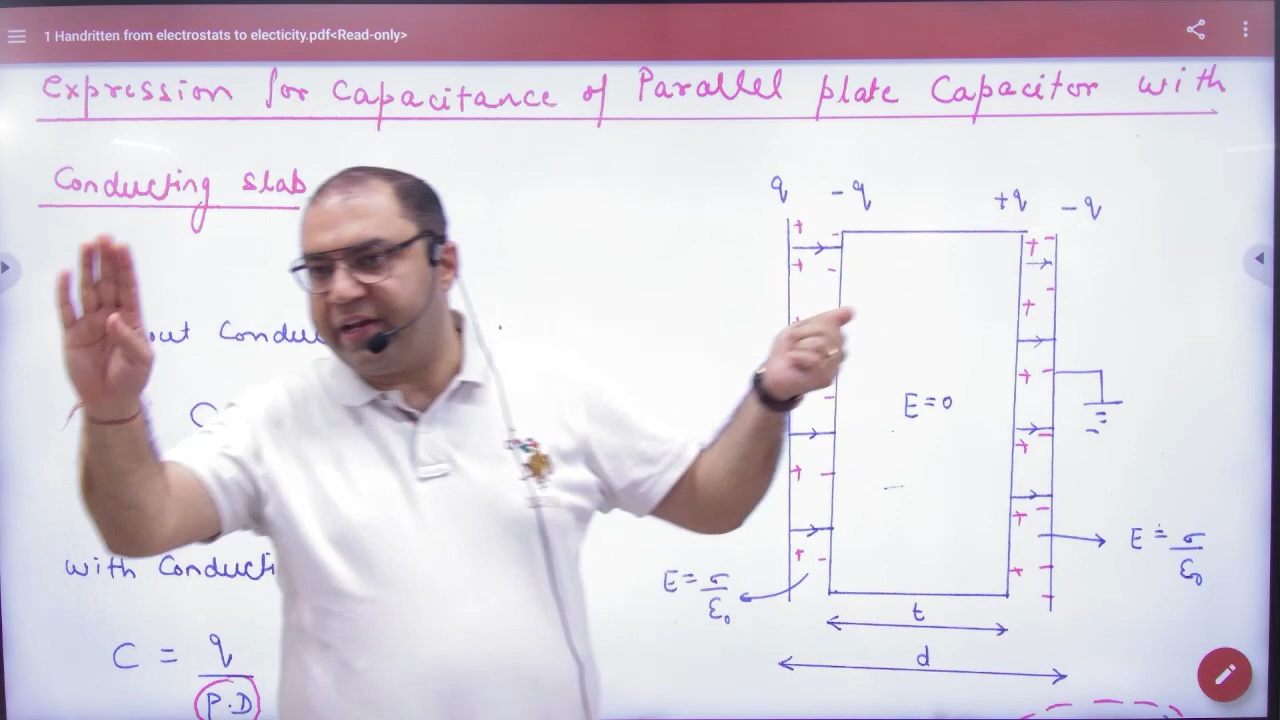 1 Handritten from electrostats to electicity.pdf<Read-only>
Expression for Capacitance of Parallel plate Capacitor with
Conducting slab
q -q +q -q
E=0
with
E = σ/ε₀
E = σ/ε₀
t
d
C = q/P.D